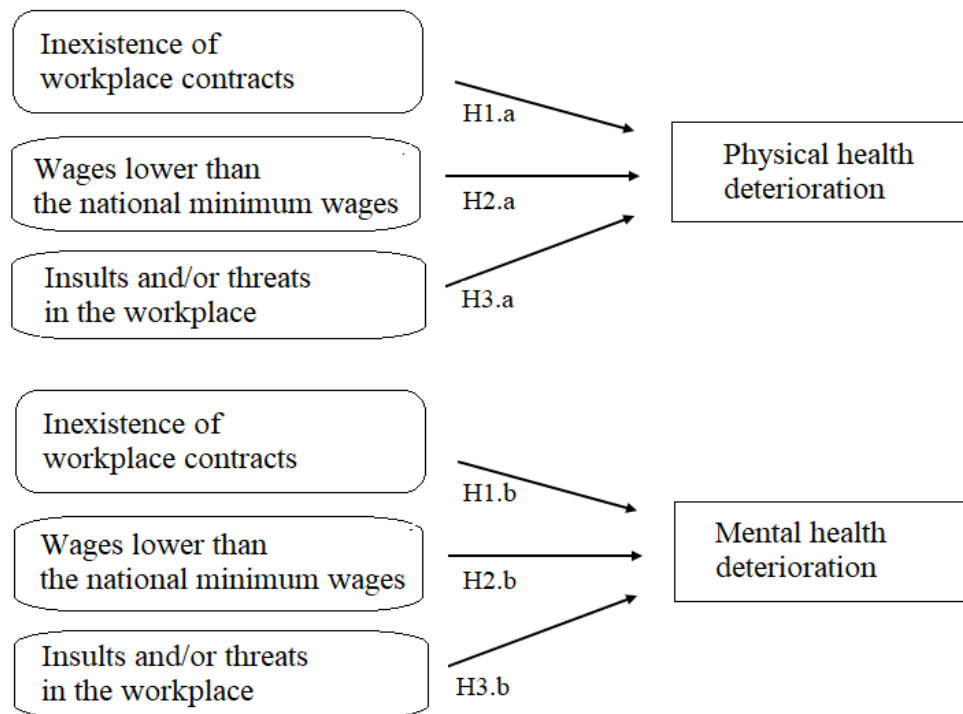 Inexistence of
workplace contracts
H1.a
Wages lower than
the national minimum wages
H2.a
Physical health
deterioration
Insults and/or threats
in the workplace
H3.a
Inexistence of
workplace contracts
H1.b
Wages lower than
the national minimum wages
H2.b
Mental health
deterioration
Insults and/or threats
in the workplace
H3.b